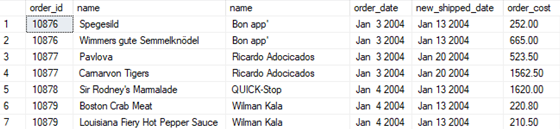 order_id name name order_date new_shipped_date order_cost
1 10876 Spegesild Bon app' Jan 3 2004 Jan 13 2004 252.00
2 10876 Wimmers gute Semmelknödel Bon app' Jan 3 2004 Jan 13 2004 665.00
3 10877 Pavlova Ricardo Adocicados Jan 3 2004 Jan 20 2004 523.50
4 10877 Carnarvon Tigers Ricardo Adocicados Jan 3 2004 Jan 20 2004 1562.50
5 10878 Sir Rodney's Marmalade QUICK-Stop Jan 4 2004 Jan 13 2004 1620.00
6 10879 Boston Crab Meat Wilman Kala Jan 4 2004 Jan 13 2004 220.80
7 10879 Louisiana Fiery Hot Pepper Sauce Wilman Kala Jan 4 2004 Jan 13 2004 210.50